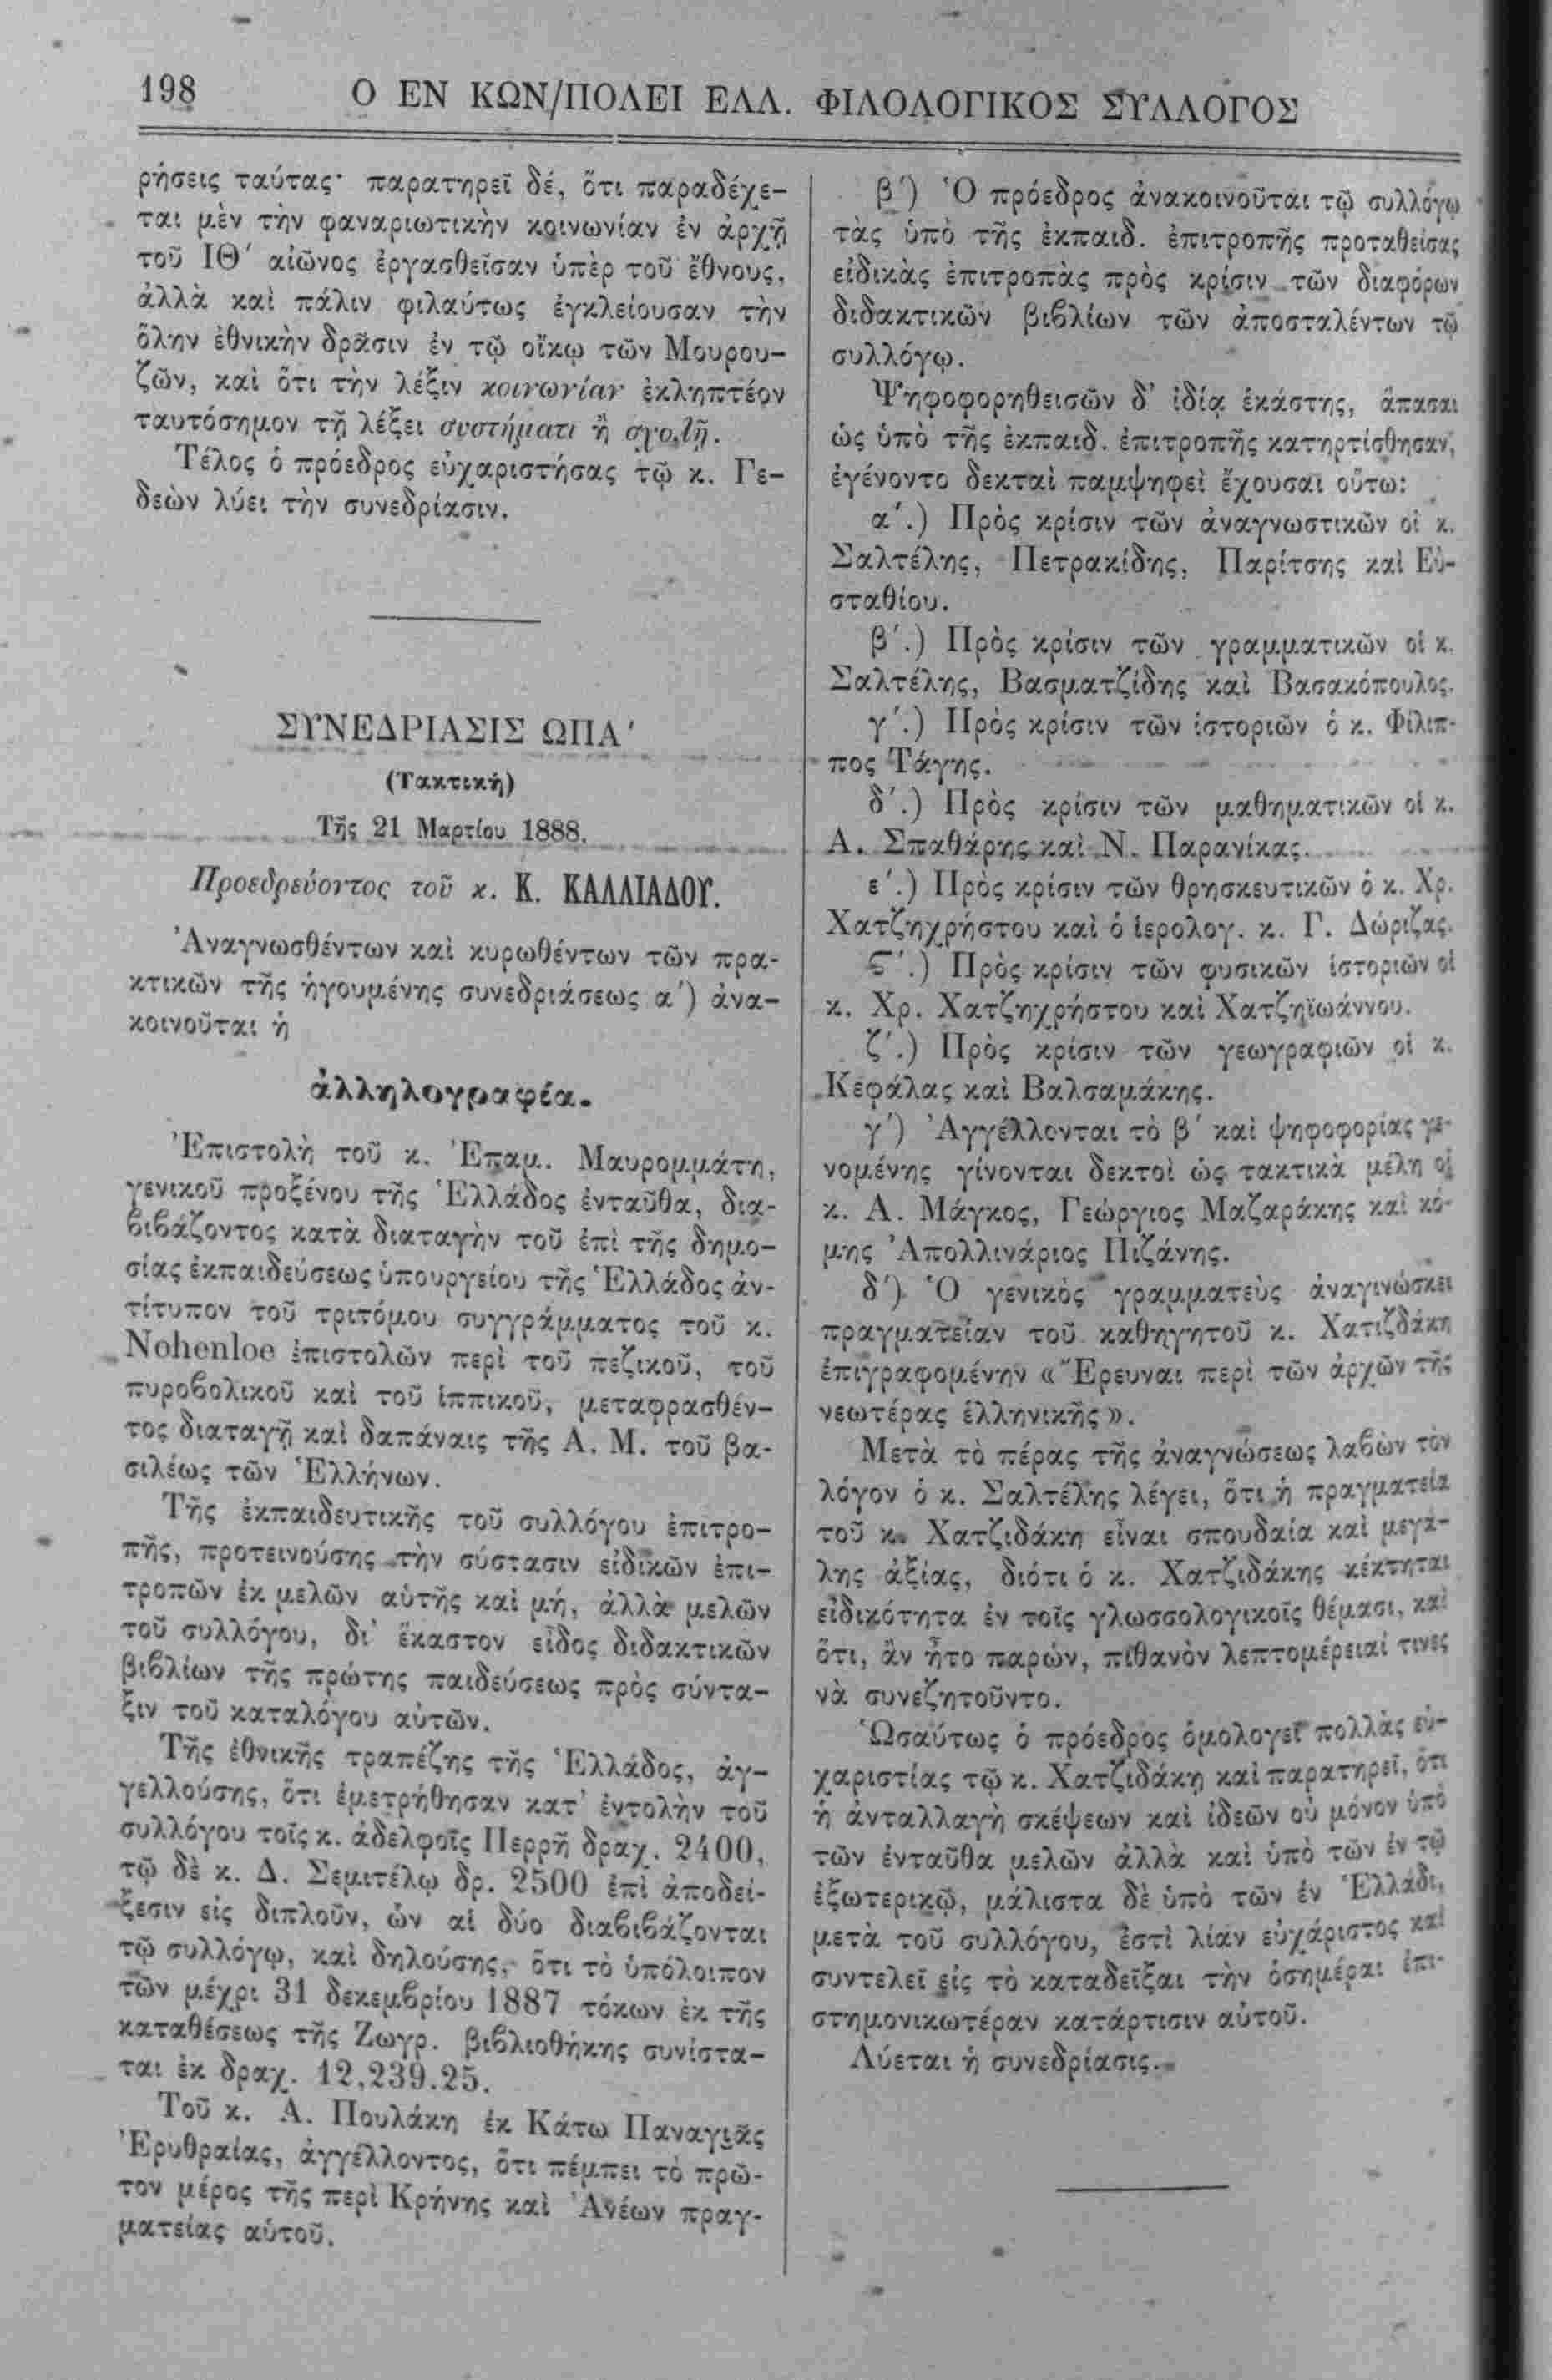 198 Ο ΕΝ ΚΩΝ/ΠΟΛΕΙ ΕΛΛ. ΦΙΛΟΛΟΓΙΚΟΣ ΣΥΛΛΟΓΟΣ
ρήσεις ταύτας· παρατηρεῖ δέ, ὅτι παραδέχε-
ται μὲν τὴν φαναριωτικὴν κοινωνίαν ἐν ἀρχῇ
τοῦ ΙΘ΄ αἰῶνος ἐργασθεῖσαν ὑπὲρ τοῦ ἔθνους,
ἀλλὰ καὶ πάλιν φιλαύτως ἐγκλείουσαν τὴν
ὅλην ἐθνικὴν δρᾶσιν ἐν τῷ οἴκῳ τῶν Μουρου-
ζῶν, καὶ ὅτι τὴν λέξιν κοινωνίαν ἐκληπτέον
ταυτόσημον τῇ λέξει συστήματι ἢ σχολῇ.
Τέλος ὁ πρόεδρος εὐχαριστήσας τῷ κ. Γε-
δεὼν λύει τὴν συνεδρίασιν.
ΣΥΝΕΔΡΙΑΣΙΣ ΩΠΑ΄
(Τακτικὴ)
Τῆς 21 Μαρτίου 1888.
Προεδρεύοντος τοῦ κ. Κ. ΚΑΛΛΙΑΔΟΥ.
Ἀναγνωσθέντων καὶ κυρωθέντων τῶν πρα-
κτικῶν τῆς ἡγουμένης συνεδριάσεως α΄) ἀνα-
κοινοῦται ἡ
ἀλληλογραφία.
Ἐπιστολὴ τοῦ κ. Ἐπαμ. Μαυρομμάτη,
γενικοῦ προξένου τῆς Ἑλλάδος ἐνταῦθα, δια-
βιβάζοντος κατὰ διαταγὴν τοῦ ἐπὶ τῆς δημο-
σίας ἐκπαιδεύσεως ὑπουργείου τῆς Ἑλλάδος ἀν-
τίτυπον τοῦ τριτόμου συγγράμματος τοῦ κ.
Nohenloe ἐπιστολῶν περὶ τοῦ πεζικοῦ, τοῦ
πυροβολικοῦ καὶ τοῦ ἱππικοῦ, μεταφρασθέν-
τος διαταγῇ καὶ δαπάναις τῆς Α. Μ. τοῦ βα-
σιλέως τῶν Ἑλλήνων.
Τῆς ἐκπαιδευτικῆς τοῦ συλλόγου ἐπιτρο-
πῆς, προτεινούσης τὴν σύστασιν εἰδικῶν ἐπι-
τροπῶν ἐκ μελῶν αὐτῆς καὶ μή, ἀλλὰ μελῶν
τοῦ συλλόγου, δι' ἕκαστον εἶδος διδακτικῶν
βιβλίων τῆς πρώτης παιδεύσεως πρὸς σύντα-
ξιν τοῦ καταλόγου αὐτῶν.
Τῆς ἐθνικῆς τραπέζης τῆς Ἑλλάδος, ἀγ-
γελλούσης, ὅτι ἐμετρήθησαν κατ' ἐντολὴν τοῦ
συλλόγου τοῖς κ. ἀδελφοῖς Περρῆ δραχ. 2400,
τῷ δὲ κ. Δ. Σεμιτέλῳ δρ. 2500 ἐπὶ ἀποδεί-
ξεσιν εἰς διπλοῦν, ὧν αἱ δύο διαβιβάζονται
τῷ συλλόγῳ, καὶ δηλούσης, ὅτι τὸ ὑπόλοιπον
τῶν μέχρι 31 δεκεμβρίου 1887 τόκων ἐκ τῆς
καταθέσεως τῆς Ζωγρ. βιβλιοθήκης συνίστα-
ται ἐκ δραχ. 12,239.25.
Τοῦ κ. Α. Πουλάκη ἐκ Κάτω Παναγιᾶς
Ἐρυθραίας, ἀγγέλλοντος, ὅτι πέμπει τὸ πρῶ-
τον μέρος τῆς περὶ Κρήνης καὶ Ἀνέων πραγ-
ματείας αὐτοῦ.
β΄) Ὁ πρόεδρος ἀνακοινοῦται τῷ συλλόγῳ
τὰς ὑπὸ τῆς ἐκπαιδ. ἐπιτροπῆς προταθείσας
εἰδικὰς ἐπιτροπὰς πρὸς κρίσιν τῶν διαφόρων
διδακτικῶν βιβλίων τῶν ἀποσταλέντων τῷ
συλλόγῳ.
Ψηφοφορηθεισῶν δ' ἰδίᾳ ἑκάστης, ἅπασαι
ὡς ὑπὸ τῆς ἐκπαιδ. ἐπιτροπῆς κατηρτίσθησαν,
ἐγένοντο δεκταὶ παμψηφεὶ ἔχουσαι οὕτω:
α΄.) Πρὸς κρίσιν τῶν ἀναγνωστικῶν οἱ κ.
Σαλτέλης, Πετρακίδης, Παρίτσης καὶ Εὐ-
σταθίου.
β΄.) Πρὸς κρίσιν τῶν γραμματικῶν οἱ κ.
Σαλτέλης, Βασματζίδης καὶ Βασακόπουλος.
γ΄.) Πρὸς κρίσιν τῶν ἱστοριῶν ὁ κ. Φίλιπ-
πος Τάγης.
δ΄.) Πρὸς κρίσιν τῶν μαθηματικῶν οἱ κ.
Α. Σπαθάρης καὶ Ν. Παρανίκας.
ε΄.) Πρὸς κρίσιν τῶν θρησκευτικῶν ὁ κ. Χρ.
Χατζηχρήστου καὶ ὁ ἱερολογ. κ. Γ. Δώριζας.
ς΄.) Πρὸς κρίσιν τῶν φυσικῶν ἱστοριῶν οἱ
κ. Χρ. Χατζηχρήστου καὶ Χατζηϊωάννου.
ζ΄.) Πρὸς κρίσιν τῶν γεωγραφιῶν οἱ κ.
Κεφάλας καὶ Βαλσαμάκης.
γ΄) Ἀγγέλλονται τὸ β΄ καὶ ψηφοφορίας γε-
νομένης γίνονται δεκτοὶ ὡς τακτικὰ μέλη οἱ
κ. Α. Μάγκος, Γεώργιος Μαζαράκης καὶ κό-
μης Ἀπολλινάριος Πιζάνης.
δ΄) Ὁ γενικὸς γραμματεὺς ἀναγινώσκει
πραγματείαν τοῦ καθηγητοῦ κ. Χατιζδάκη
ἐπιγραφομένην « Ἔρευναι περὶ τῶν ἀρχῶν τῆς
νεωτέρας ἑλληνικῆς ».
Μετὰ τὸ πέρας τῆς ἀναγνώσεως λαβὼν τὸν
λόγον ὁ κ. Σαλτέλης λέγει, ὅτι ἡ πραγματεία
τοῦ κ. Χατζιδάκη εἶναι σπουδαία καὶ μεγά-
λης ἀξίας, διότι ὁ κ. Χατζιδάκης κέκτηται
εἰδικότητα ἐν τοῖς γλωσσολογικοῖς θέμασι, καὶ
ὅτι, ἂν ἦτο παρών, πιθανὸν λεπτομέρειαί τινες
νὰ συνεζητοῦντο.
Ὡσαύτως ὁ πρόεδρος ὁμολογεῖ πολλὰς εὐ-
χαριστίας τῷ κ. Χατζιδάκῃ καὶ παρατηρεῖ, ὅτι
ἡ ἀνταλλαγὴ σκέψεων καὶ ἰδεῶν οὐ μόνον ὑπὸ
τῶν ἐνταῦθα μελῶν ἀλλὰ καὶ ὑπὸ τῶν ἐν τῷ
ἐξωτερικῷ, μάλιστα δὲ ὑπὸ τῶν ἐν Ἑλλάδι,
μετὰ τοῦ συλλόγου, ἐστὶ λίαν εὐχάριστος καὶ
συντελεῖ εἰς τὸ καταδεῖξαι τὴν ὁσημέραι ἐπι-
στημονικωτέραν κατάρτισιν αὐτοῦ.
Λύεται ἡ συνεδρίασις.